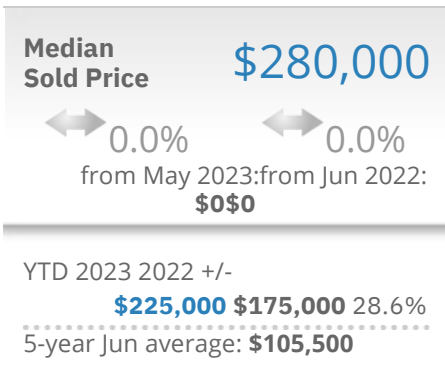 Median
Sold Price
$280,000
0.0% 0.0%
from May 2023:from Jun 2022:
$0$0
YTD 2023 2022 +/-
$225,000 $175,000 28.6%
5-year Jun average: $105,500